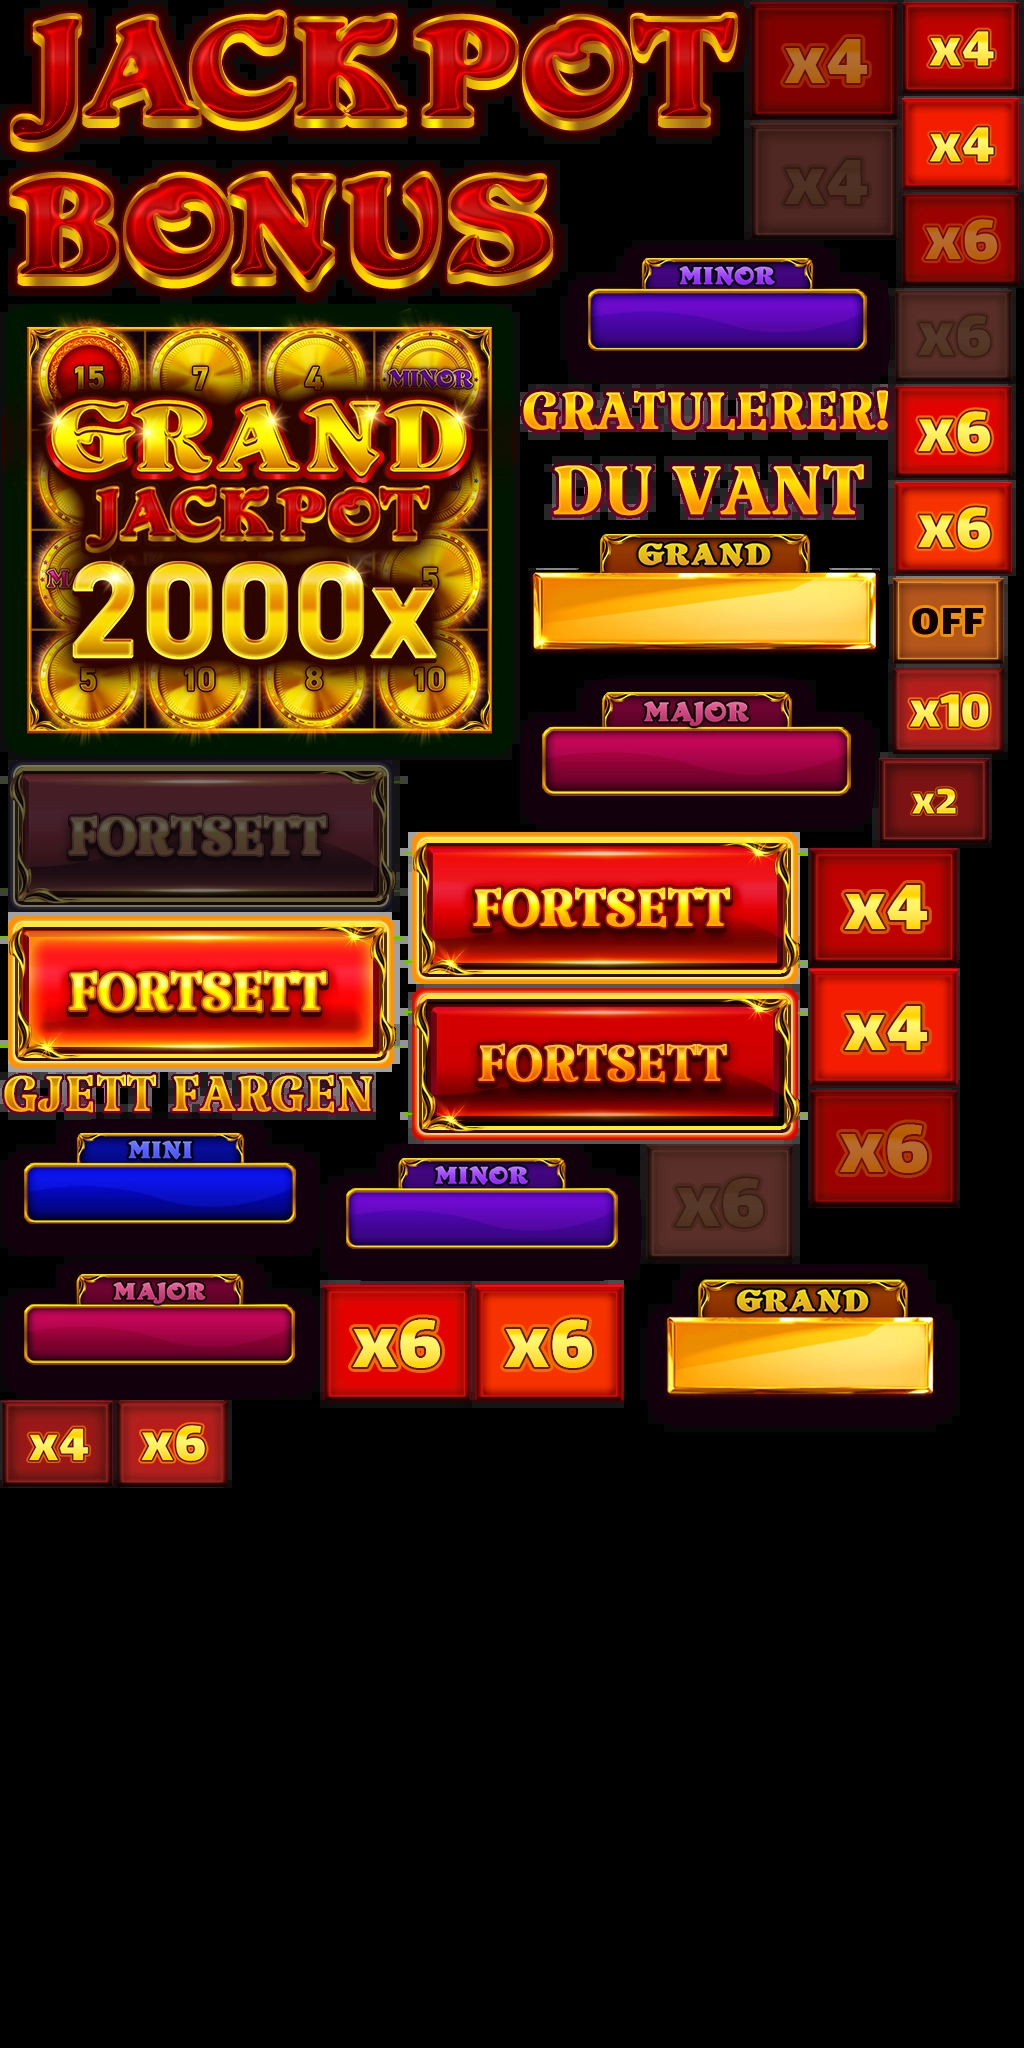 JACKPOT
BONUS
x4
x4
x4
x4
x6
x6
x6
x6
OFF
x10
x2
MINOR
GRATULERER!
DU VANT
GRAND
MAJOR
15
7
4
MINOR
GRAND
JACKPOT
M
5
2000x
5
10
8
10
FORTSETT
FORTSETT
FORTSETT
FORTSETT
x4
x4
x6
GJETT FARGEN
MINI
MINOR
x6
MAJOR
x6
x6
GRAND
x4
x6